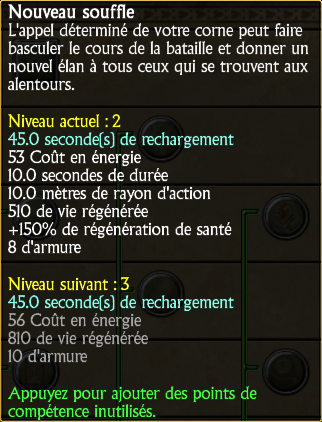 Nouveau souffle
L'appel déterminé de votre corne peut faire
basculer le cours de la bataille et donner un
nouvel élan à tous ceux qui se trouvent aux
alentours.
Niveau actuel : 2
45.0 seconde(s) de rechargement
53 Coût en énergie
10.0 secondes de durée
10.0 mètres de rayon d'action
510 de vie régénérée
+150% de régénération de santé
8 d'armure
Niveau suivant : 3
45.0 seconde(s) de rechargement
56 Coût en énergie
810 de vie régénérée
10 d'armure
Appuyez pour ajouter des points de
compétence inutilisés.